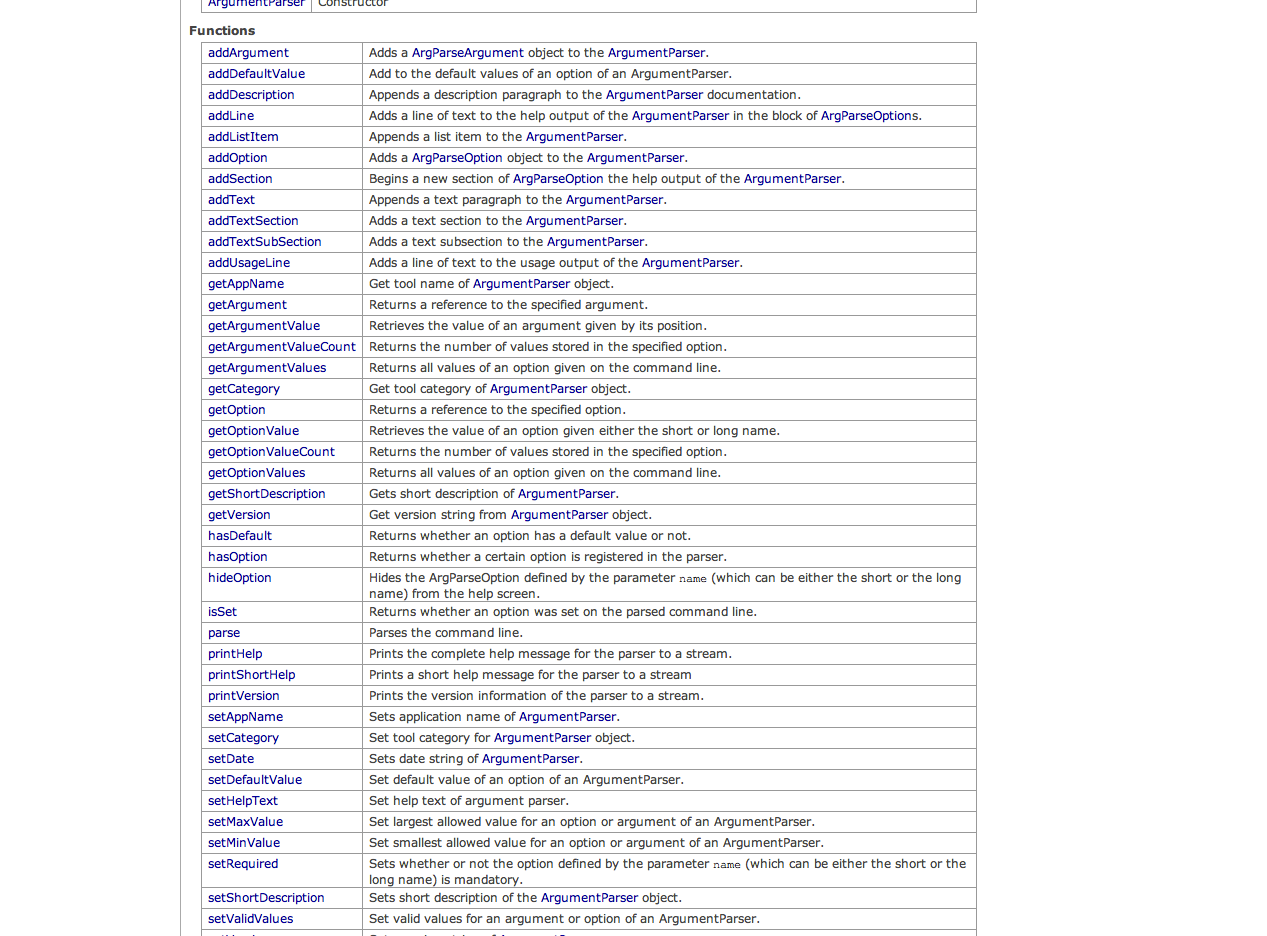 ArgumentParser Constructor
Functions
addArgument Adds a ArgParseArgument object to the ArgumentParser.
addDefaultValue Add to the default values of an option of an ArgumentParser.
addDescription Appends a description paragraph to the ArgumentParser documentation.
addLine Adds a line of text to the help output of the ArgumentParser in the block of ArgParseOptions.
addListItem Appends a list item to the ArgumentParser.
addOption Adds a ArgParseOption object to the ArgumentParser.
addSection Begins a new section of ArgParseOption the help output of the ArgumentParser.
addText Appends a text paragraph to the ArgumentParser.
addTextSection Adds a text section to the ArgumentParser.
addTextSubSection Adds a text subsection to the ArgumentParser.
addUsageLine Adds a line of text to the usage output of the ArgumentParser.
getAppName Get tool name of ArgumentParser object.
getArgument Returns a reference to the specified argument.
getArgumentValue Retrieves the value of an argument given by its position.
getArgumentValueCount Returns the number of values stored in the specified option.
getArgumentValues Returns all values of an option given on the command line.
getCategory Get tool category of ArgumentParser object.
getOption Returns a reference to the specified option.
getOptionValue Retrieves the value of an option given either the short or long name.
getOptionValueCount Returns the number of values stored in the specified option.
getOptionValues Returns all values of an option given on the command line.
getShortDescription Gets short description of ArgumentParser.
getVersion Get version string from ArgumentParser object.
hasDefault Returns whether an option has a default value or not.
hasOption Returns whether a certain option is registered in the parser.
hideOption Hides the ArgParseOption defined by the parameter name (which can be either the short or the long
name) from the help screen.
isSet Returns whether an option was set on the parsed command line.
parse Parses the command line.
printHelp Prints the complete help message for the parser to a stream.
printShortHelp Prints a short help message for the parser to a stream
printVersion Prints the version information of the parser to a stream.
setAppName Sets application name of ArgumentParser.
setCategory Set tool category for ArgumentParser object.
setDate Sets date string of ArgumentParser.
setDefaultValue Set default value of an option of an ArgumentParser.
setHelpText Set help text of argument parser.
setMaxValue Set largest allowed value for an option or argument of an ArgumentParser.
setMinValue Set smallest allowed value for an option or argument of an ArgumentParser.
setRequired Sets whether or not the option defined by the parameter name (which can be either the short or the
long name) is mandatory.
setShortDescription Sets short description of the ArgumentParser object.
setValidValues Set valid values for an argument or option of an ArgumentParser.